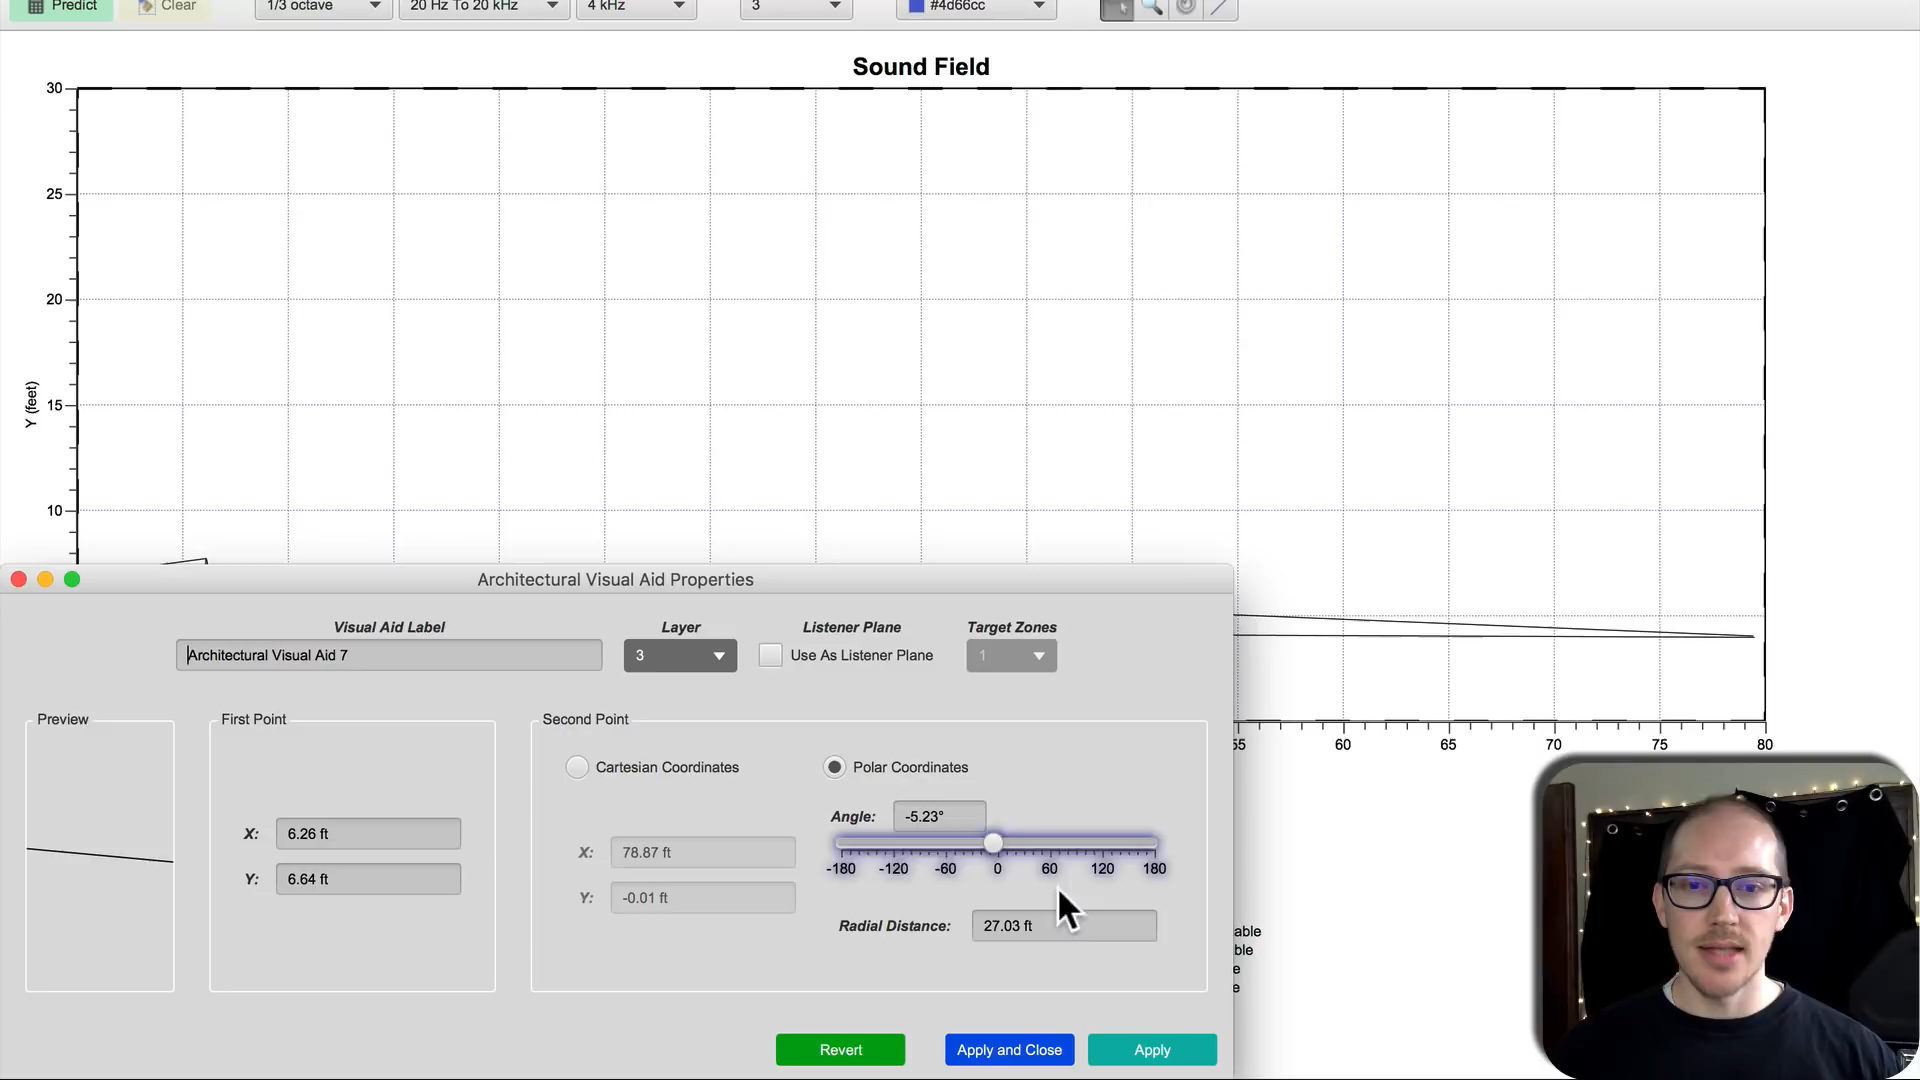 Predict
Clear
1/3 octave
20 Hz To 20 kHz
4 kHz
3
#4d66cc
Sound Field
30
25
20
15
10
Y (feet)
55
60
65
70
75
80
Architectural Visual Aid Properties
Visual Aid Label
Architectural Visual Aid 7
Layer
3
Listener Plane
Use As Listener Plane
Target Zones
1
Preview
First Point
X:
6.26 ft
Y:
6.64 ft
Second Point
Cartesian Coordinates
X:
78.87 ft
Y:
-0.01 ft
Polar Coordinates
Angle:
-5.23°
-180 -120 -60 0 60 120 180
Radial Distance:
27.03 ft
able
ble
e
e
Revert
Apply and Close
Apply